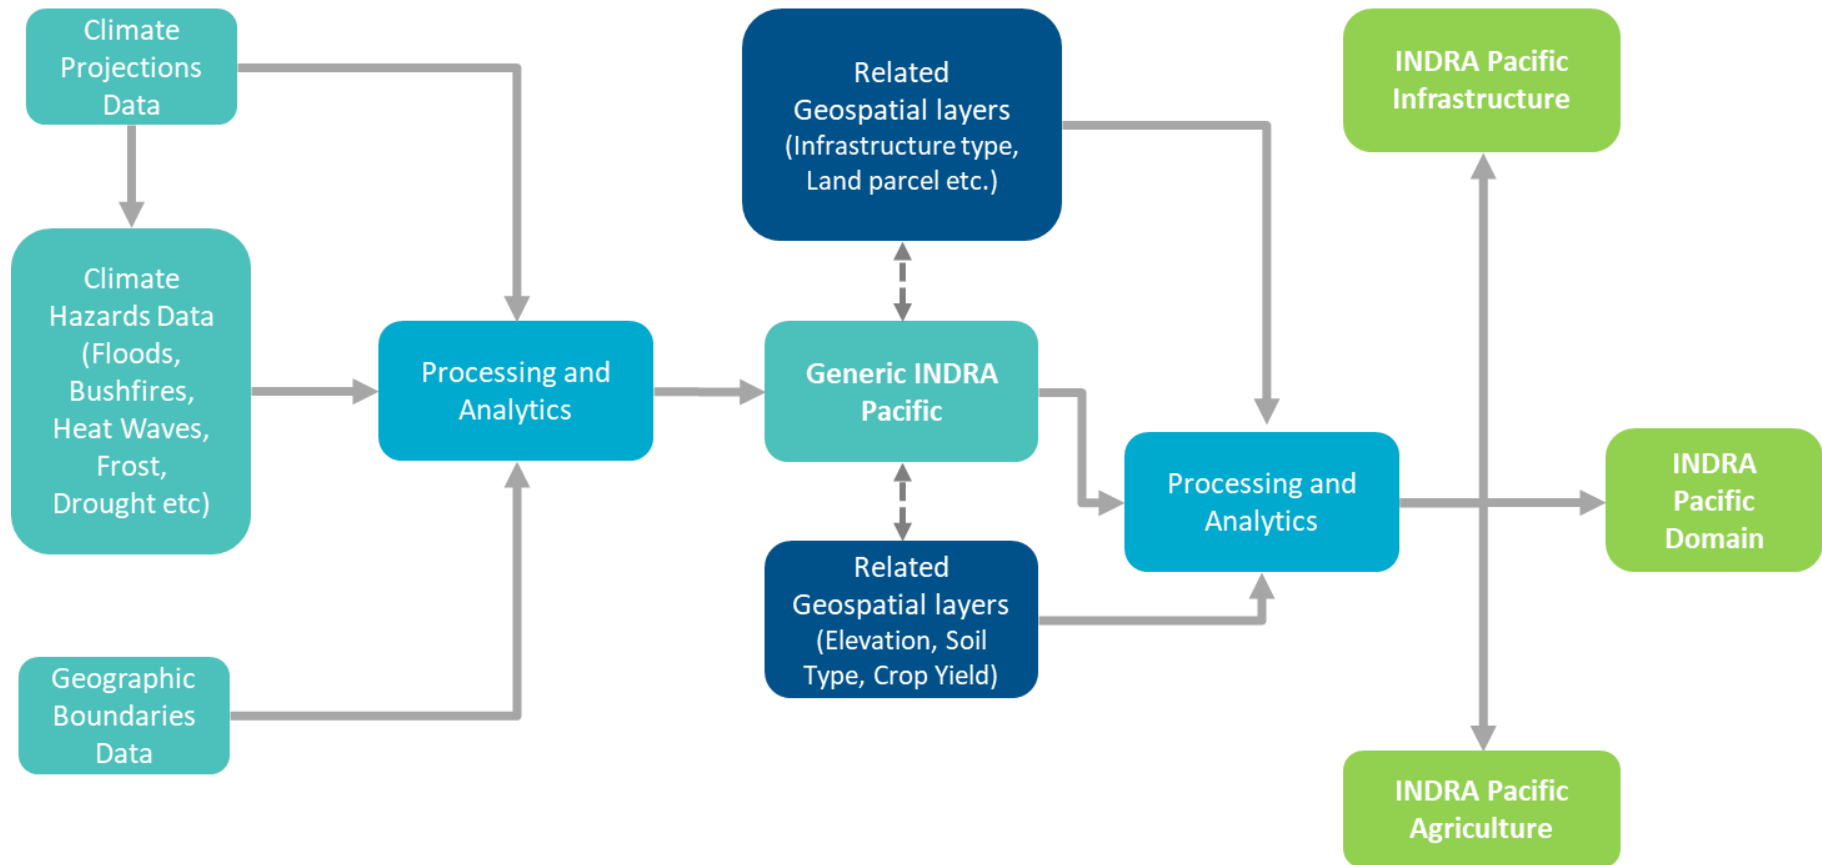 Climate
Projections
Data
Climate
Hazards Data
(Floods,
Bushfires,
Heat Waves,
Frost,
Drought etc)
Geographic
Boundaries
Data
Processing and
Analytics
Related
Geospatial layers
(Infrastructure type,
Land parcel etc.)
Generic INDRA
Pacific
Related
Geospatial layers
(Elevation, Soil
Type, Crop Yield)
Processing and
Analytics
INDRA Pacific
Infrastructure
INDRA
Pacific
Domain
INDRA Pacific
Agriculture